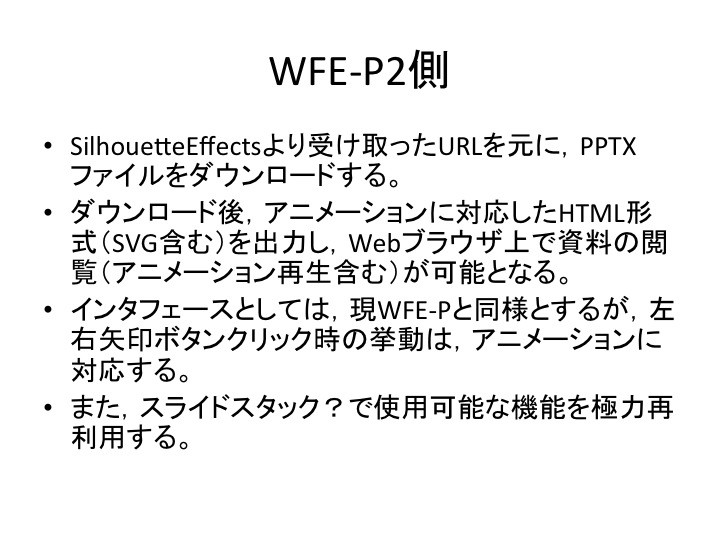 WFE-P2側
• SilhouetteEffectsより受け取ったURLを元に，PPTX
ファイルをダウンロードする。
• ダウンロード後，アニメーションに対応したHTML形
式（SVG含む）を出力し，Webブラウザ上で資料の閲
覧（アニメーション再生含む）が可能となる。
• インタフェースとしては，現WFE-Pと同様とするが，左
右矢印ボタンクリック時の挙動は，アニメーションに
対応する。
• また，スライドスタック？で使用可能な機能を極力再
利用する。